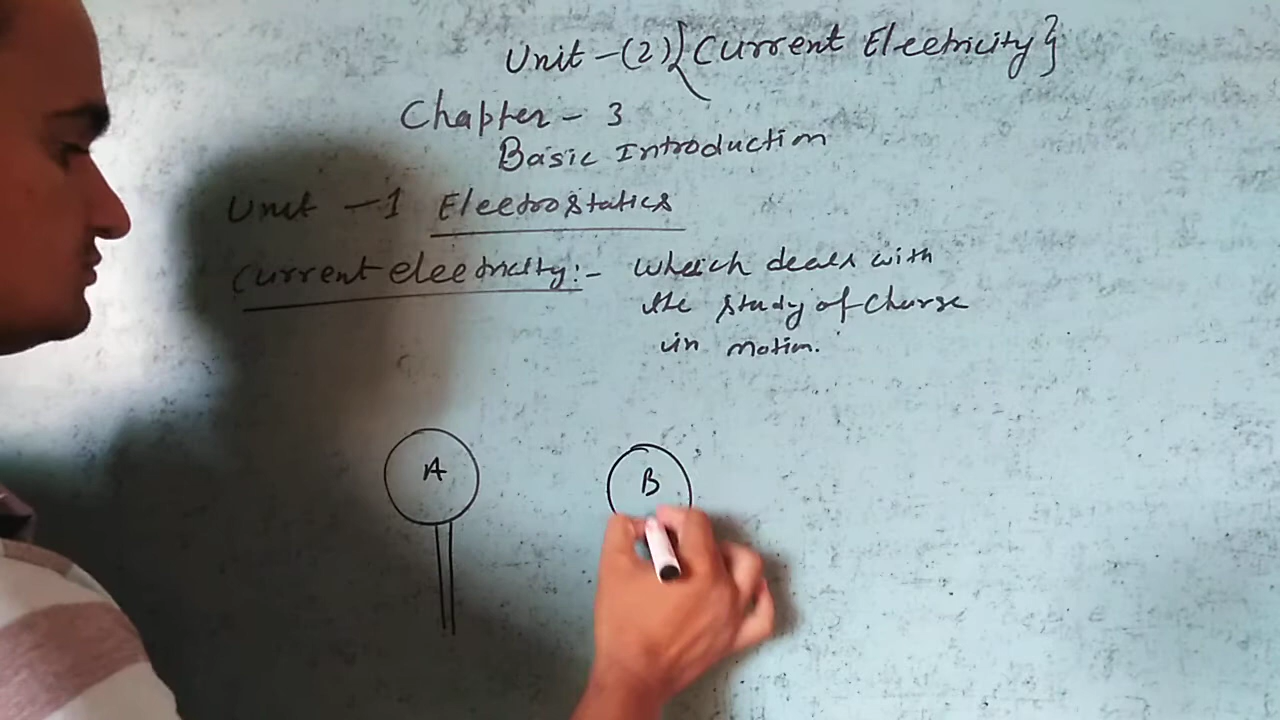 Unit - (2) {Current Electricity}
Chapter - 3
Basic Introduction
Unit - 1 Electrostatics
Current electricity:- which deals with
the study of charge
in motion.
A B